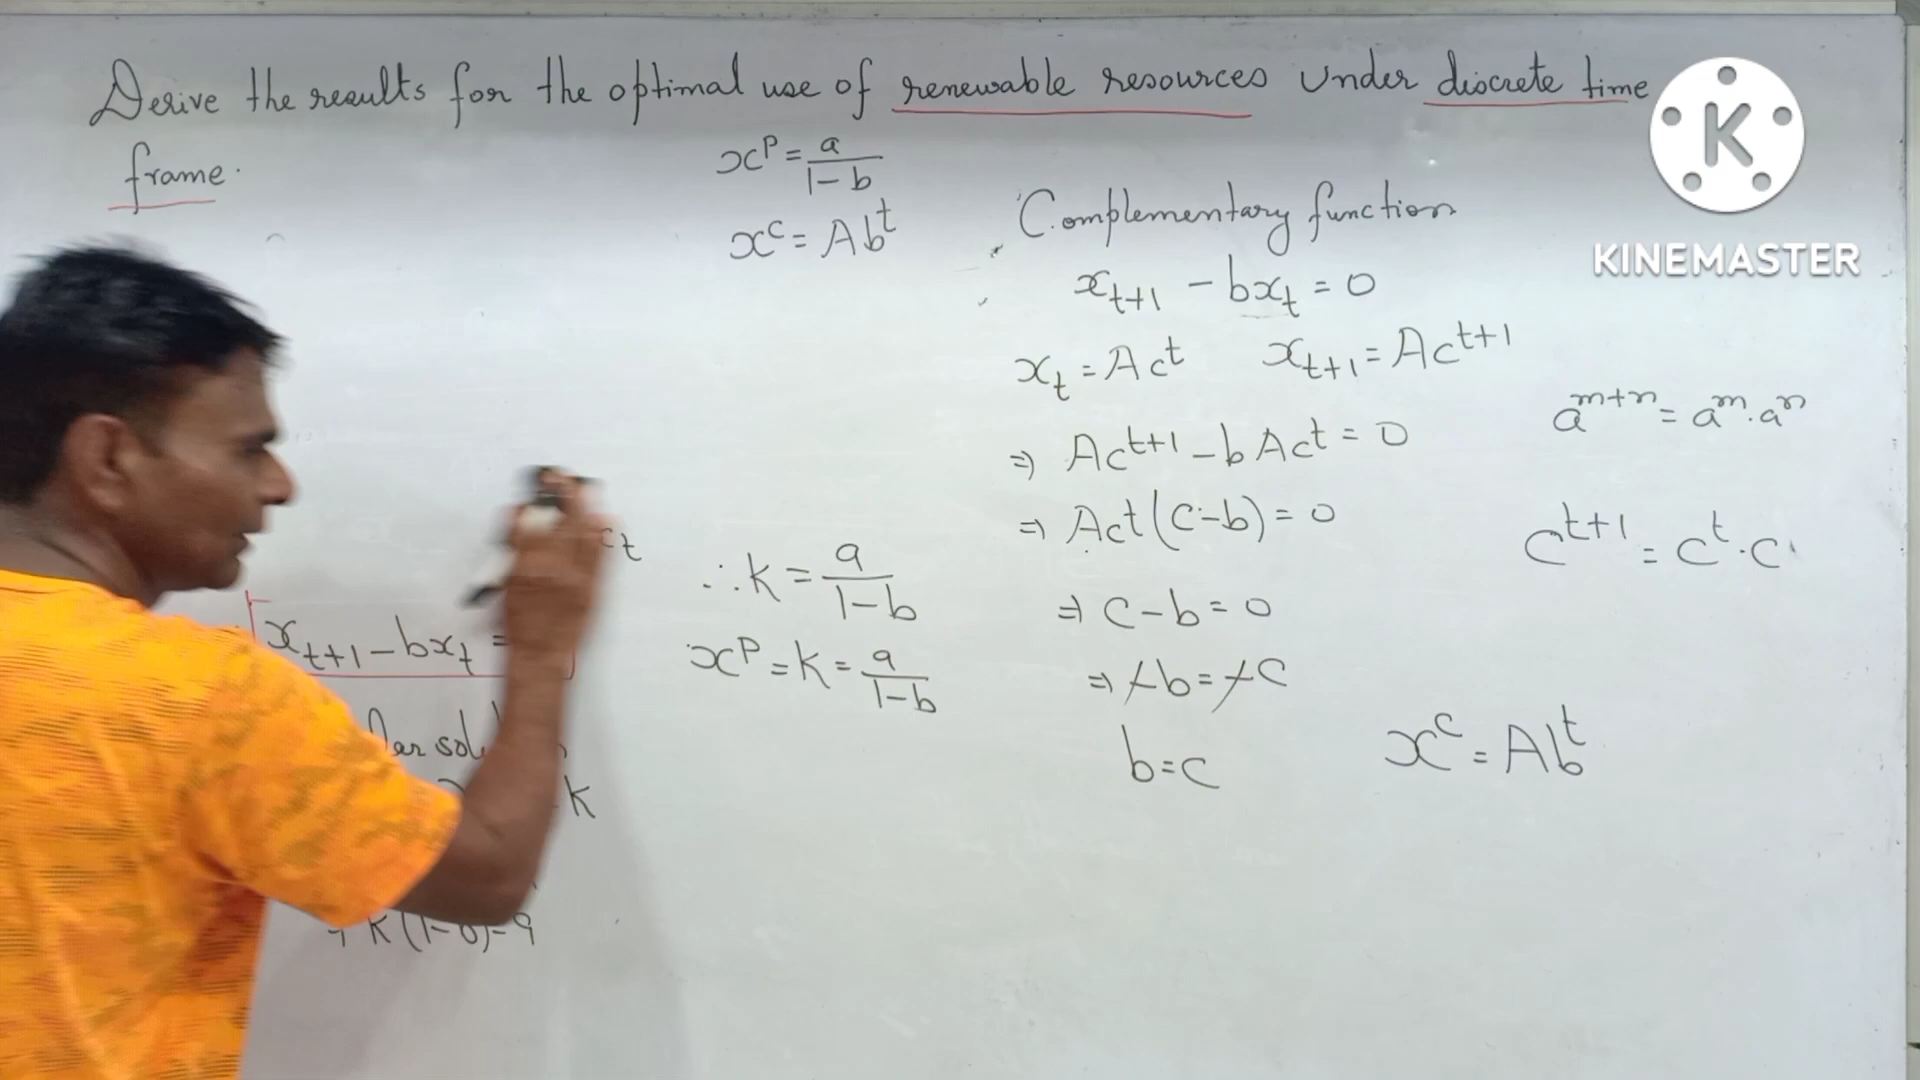 Derive the results for the optimal use of renewable resources under discrete time
frame.
x^p = a/(1-b)
x^c = Ab^t
x_{t+1} - bx_t =
k
∴ k = a/(1-b)
x^p = k = a/(1-b)
Complementary function
x_{t+1} - bx_t = 0
x_t = Ac^t x_{t+1} = Ac^{t+1}
⇒ Ac^{t+1} - bAc^t = 0
⇒ Ac^t(c-b) = 0
⇒ c-b = 0
⇒ -b = -c
b = c
x^c = Ab^t
a^{m+n} = a^m.a^n
c^{t+1} = c^t.c
K
KINEMASTER